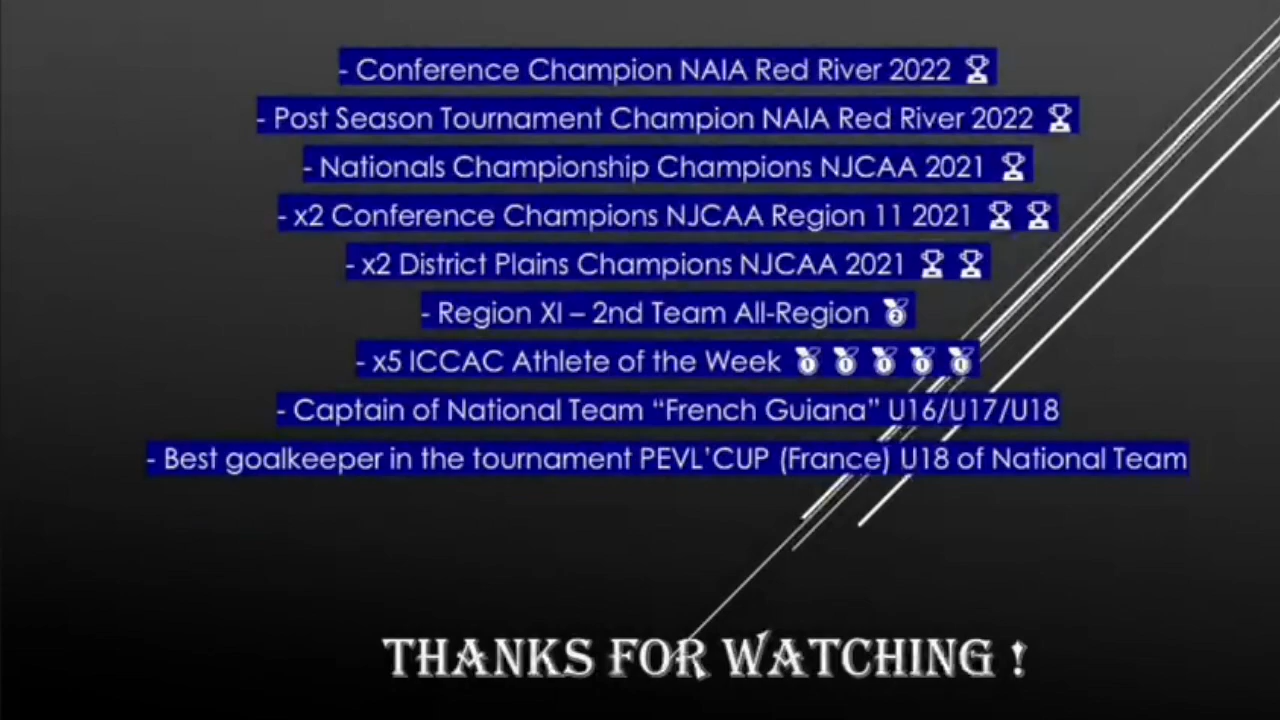 - Conference Champion NAIA Red River 2022 🏆
- Post Season Tournament Champion NAIA Red River 2022 🏆
- Nationals Championship Champions NJCAA 2021 🏆
- x2 Conference Champions NJCAA Region 11 2021 🏆 🏆
- x2 District Plains Champions NJCAA 2021 🏆 🏆
- Region XI – 2nd Team All-Region 🥈
- x5 ICCAC Athlete of the Week 🥇 🥇 🥇 🥇 🥇
- Captain of National Team “French Guiana” U16/U17/U18
- Best goalkeeper in the tournament PEVL’CUP (France) U18 of National Team
THANKS FOR WATCHING !